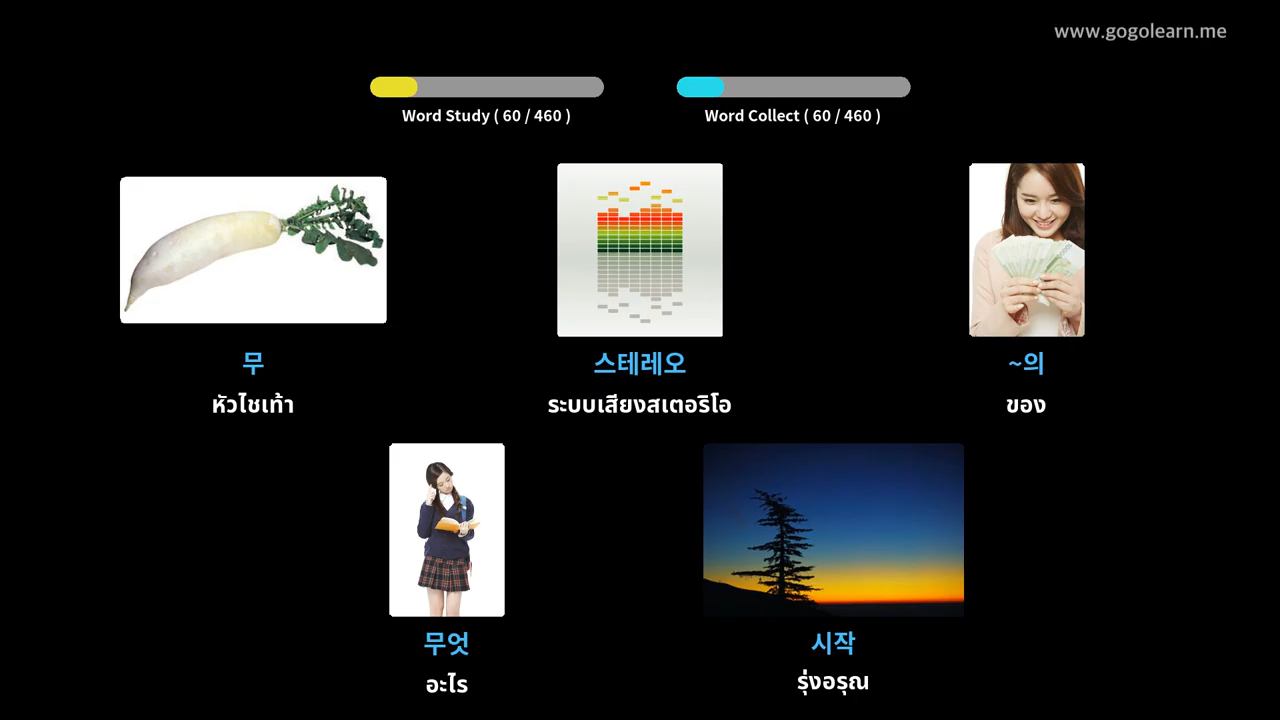 www.gogolearn.me
Word Study ( 60 / 460 )
Word Collect ( 60 / 460 )
무
หัวไชเท้า
스테레오
ระบบเสียงสเตอริโอ
~의
ของ
무엇
อะไร
시작
รุ่งอรุณ